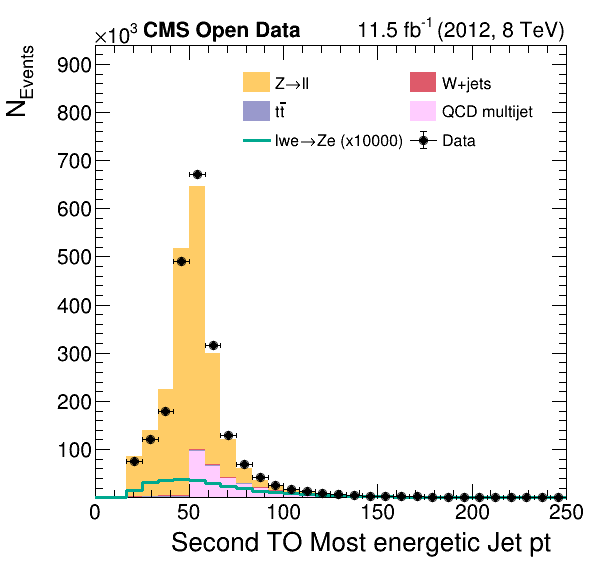 ×10³ CMS Open Data 11.5 fb⁻¹ (2012, 8 TeV)
N_Events
900
800
700
600
500
400
300
200
100
Z→ll W+jets
tt̄ QCD multijet
lwe→Ze (x10000) Data
0 50 100 150 200 250
Second TO Most energetic Jet pt